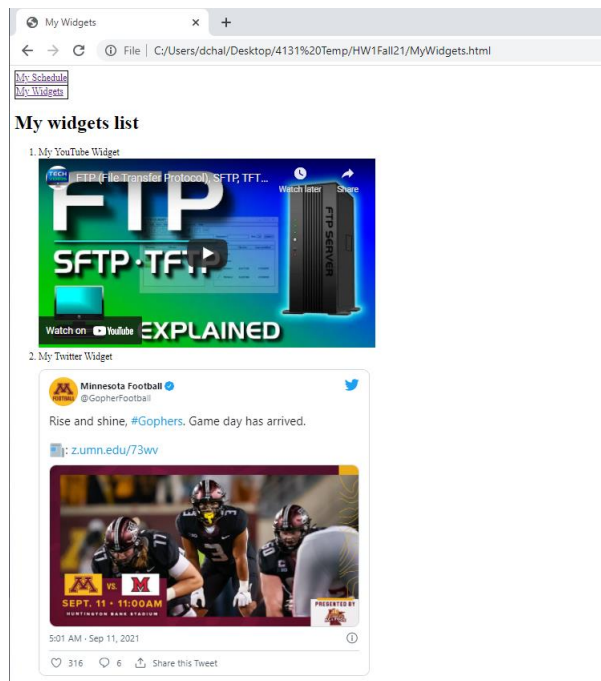 My Widgets
File | C:/Users/dchal/Desktop/4131%20Temp/HW1Fall21/MyWidgets.html
My Schedule
My Widgets
My widgets list
1. My YouTube Widget
TECH
FTP (File Transfer Protocol), SFTP, TFT...
Watch later
Share
FTP
SFTP·TFTP
EXPLAINED
FTP SERVER
Watch on YouTube
2. My Twitter Widget
Minnesota Football
@GopherFootball
Rise and shine, #Gophers. Game day has arrived.
: z.umn.edu/73wv
77
3
60
M VS. M
SEPT. 11 · 11:00AM
HUNTINGTON BANK STADIUM
PRESENTED BY
5:01 AM · Sep 11, 2021
316 6 Share this Tweet